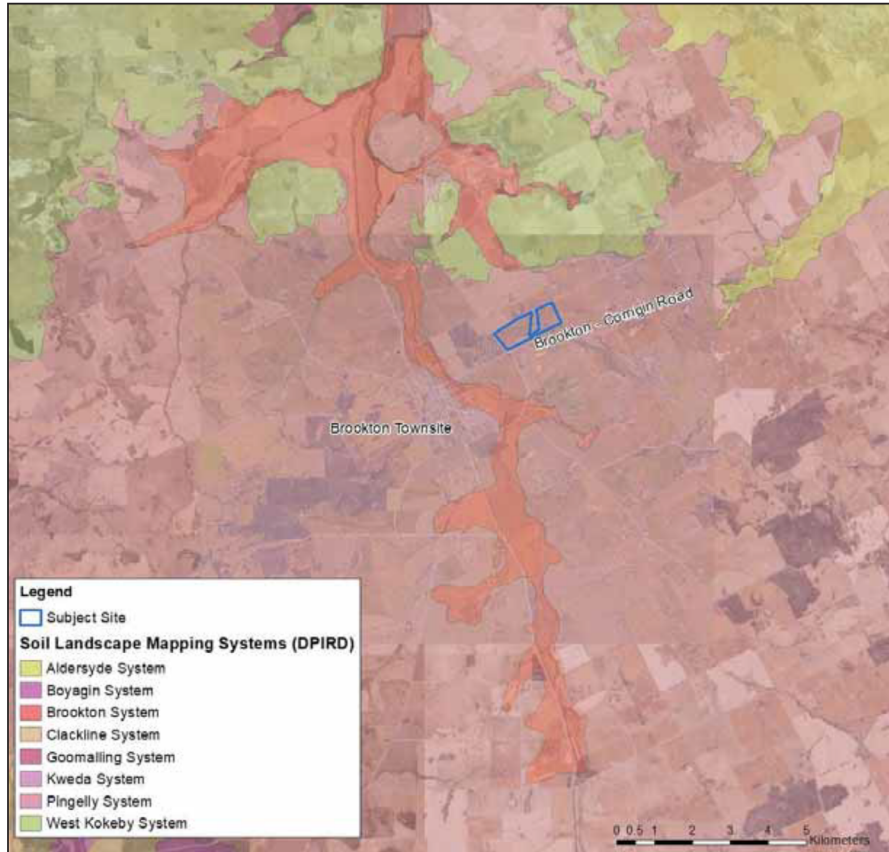 Brookton - Corrigin Road
Brookton Townsite
Legend
Subject Site
Soil Landscape Mapping Systems (DPIRD)
Aldersyde System
Boyagin System
Brookton System
Clackline System
Goomalling System
Kweda System
Pingelly System
West Kokeby System
0 0.5 1 2 3 4 5
Kilometers